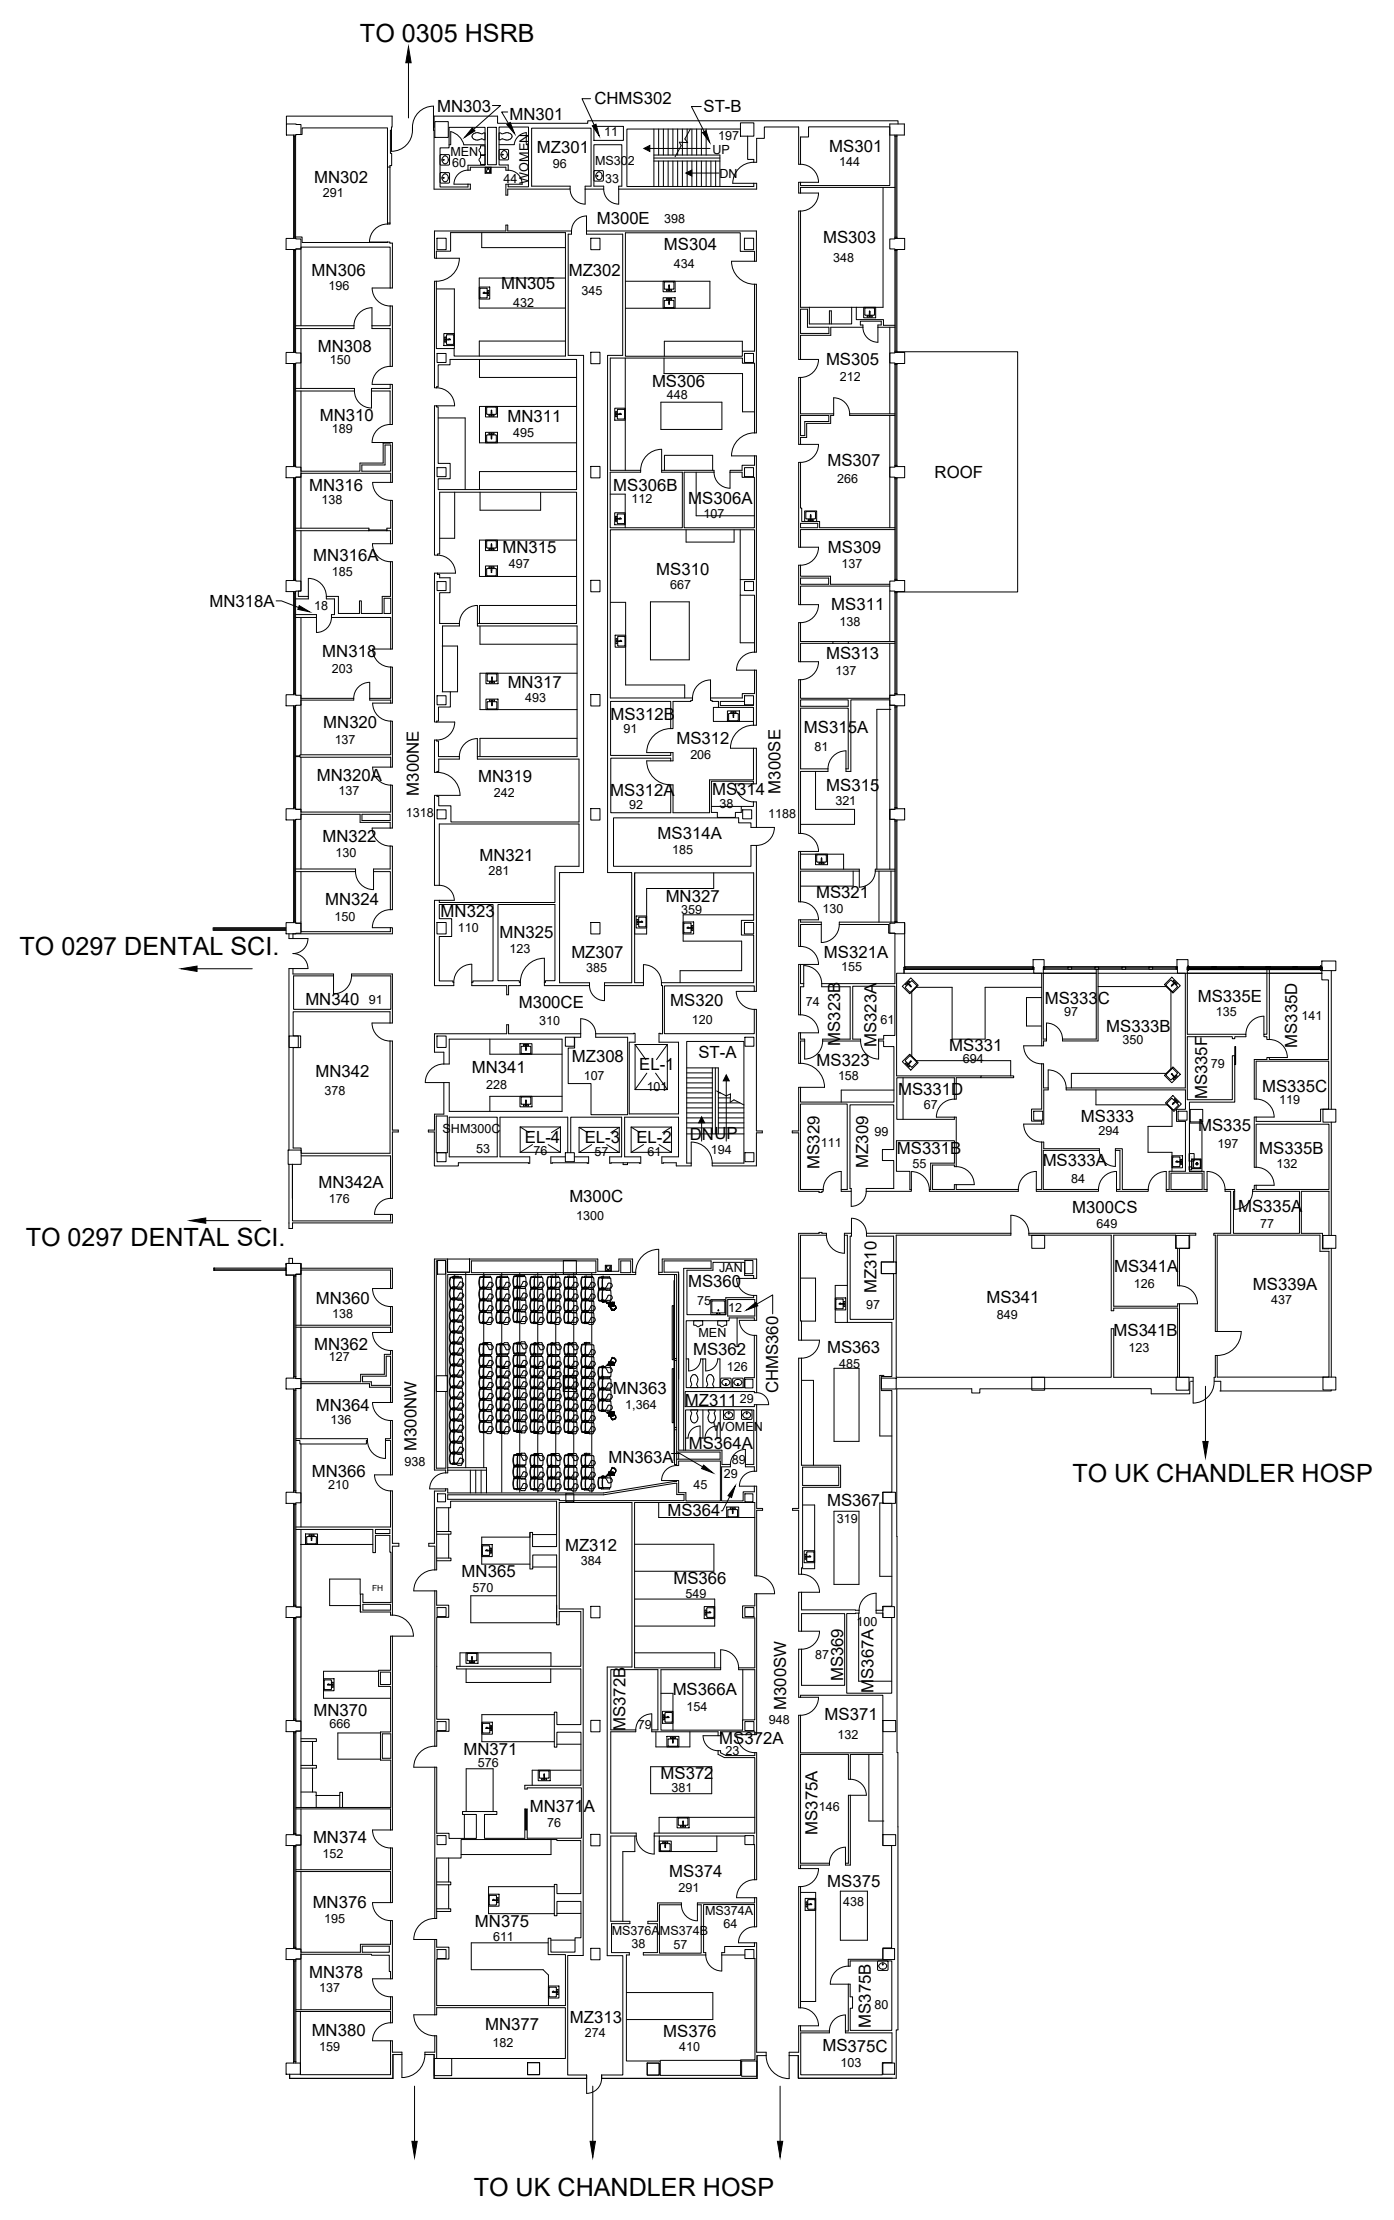 TO 0305 HSRB
MN303
MN301
CHMS302
ST-B
MEN
60
WOMEN
44
MZ301
96
11
MS302
33
197
UP
DN
MS301
144
MN302
291
M300E 398
MS303
348
MN306
196
MN305
432
MZ302
345
MS304
434
MN308
150
MS305
212
MN310
189
MN311
495
MS306
448
MS307
266
ROOF
MN316
138
MS306B
112
MS306A
107
MN316A
185
MN315
497
MS310
667
MS309
137
MN318A
18
MS311
138
MN318
203
MN317
493
MS313
137
MN320
137
M300NE
1318
MS312B
91
MS312
206
M300SE
1188
MS315A
81
MN320A
137
MN319
242
MS312A
92
MS314
38
MS315
321
MN322
130
MN321
281
MS314A
185
MN324
150
MN323
110
MN325
123
MZ307
385
MN327
359
MS321
130
TO 0297 DENTAL SCI.
MS321A
155
MN340 91
M300CE
310
MS320
120
74
MS323B
MS323A
61
MS333C
97
MS333B
350
MS335E
135
MS335D
141
MN342
378
MN341
228
MZ308
107
EL-1
101
ST-A
MS323
158
MS331
694
MS335F
79
MS335C
119
MS331D
67
MS333
294
MS335
197
SHM300C
53
EL-4
76
EL-3
57
EL-2
61
DNUP
194
MS329
111
MZ309
99
MS331B
55
MS333A
84
MS335B
132
MN342A
176
M300C
1300
M300CS
649
MS335A
77
TO 0297 DENTAL SCI.
MN360
138
JAN
MS360
75
12
CHMS360
MZ310
97
MS341
849
MS341A
126
MS339A
437
MN362
127
MEN
MS362
126
MS363
485
MS341B
123
MN364
136
M300NW
938
MN363
1,364
MZ311 29
WOMEN
MS364A
89
MN366
210
MN363A
45
29
MS364
TO UK CHANDLER HOSP
MS367
319
FH
MN365
570
MZ312
384
MS366
549
MS369
87
100
MS367A
MN370
666
MS372B
79
MS366A
154
M300SW
948
MS371
132
MN371
576
MS372A
23
MS372
381
MN371A
76
MS375A
146
MN374
152
MS374
291
MS375
438
MN376
195
MN375
611
MS376A
38
MS374B
57
MS374A
64
MN378
137
MS375B
80
MN380
159
MN377
182
MZ313
274
MS376
410
MS375C
103
TO UK CHANDLER HOSP